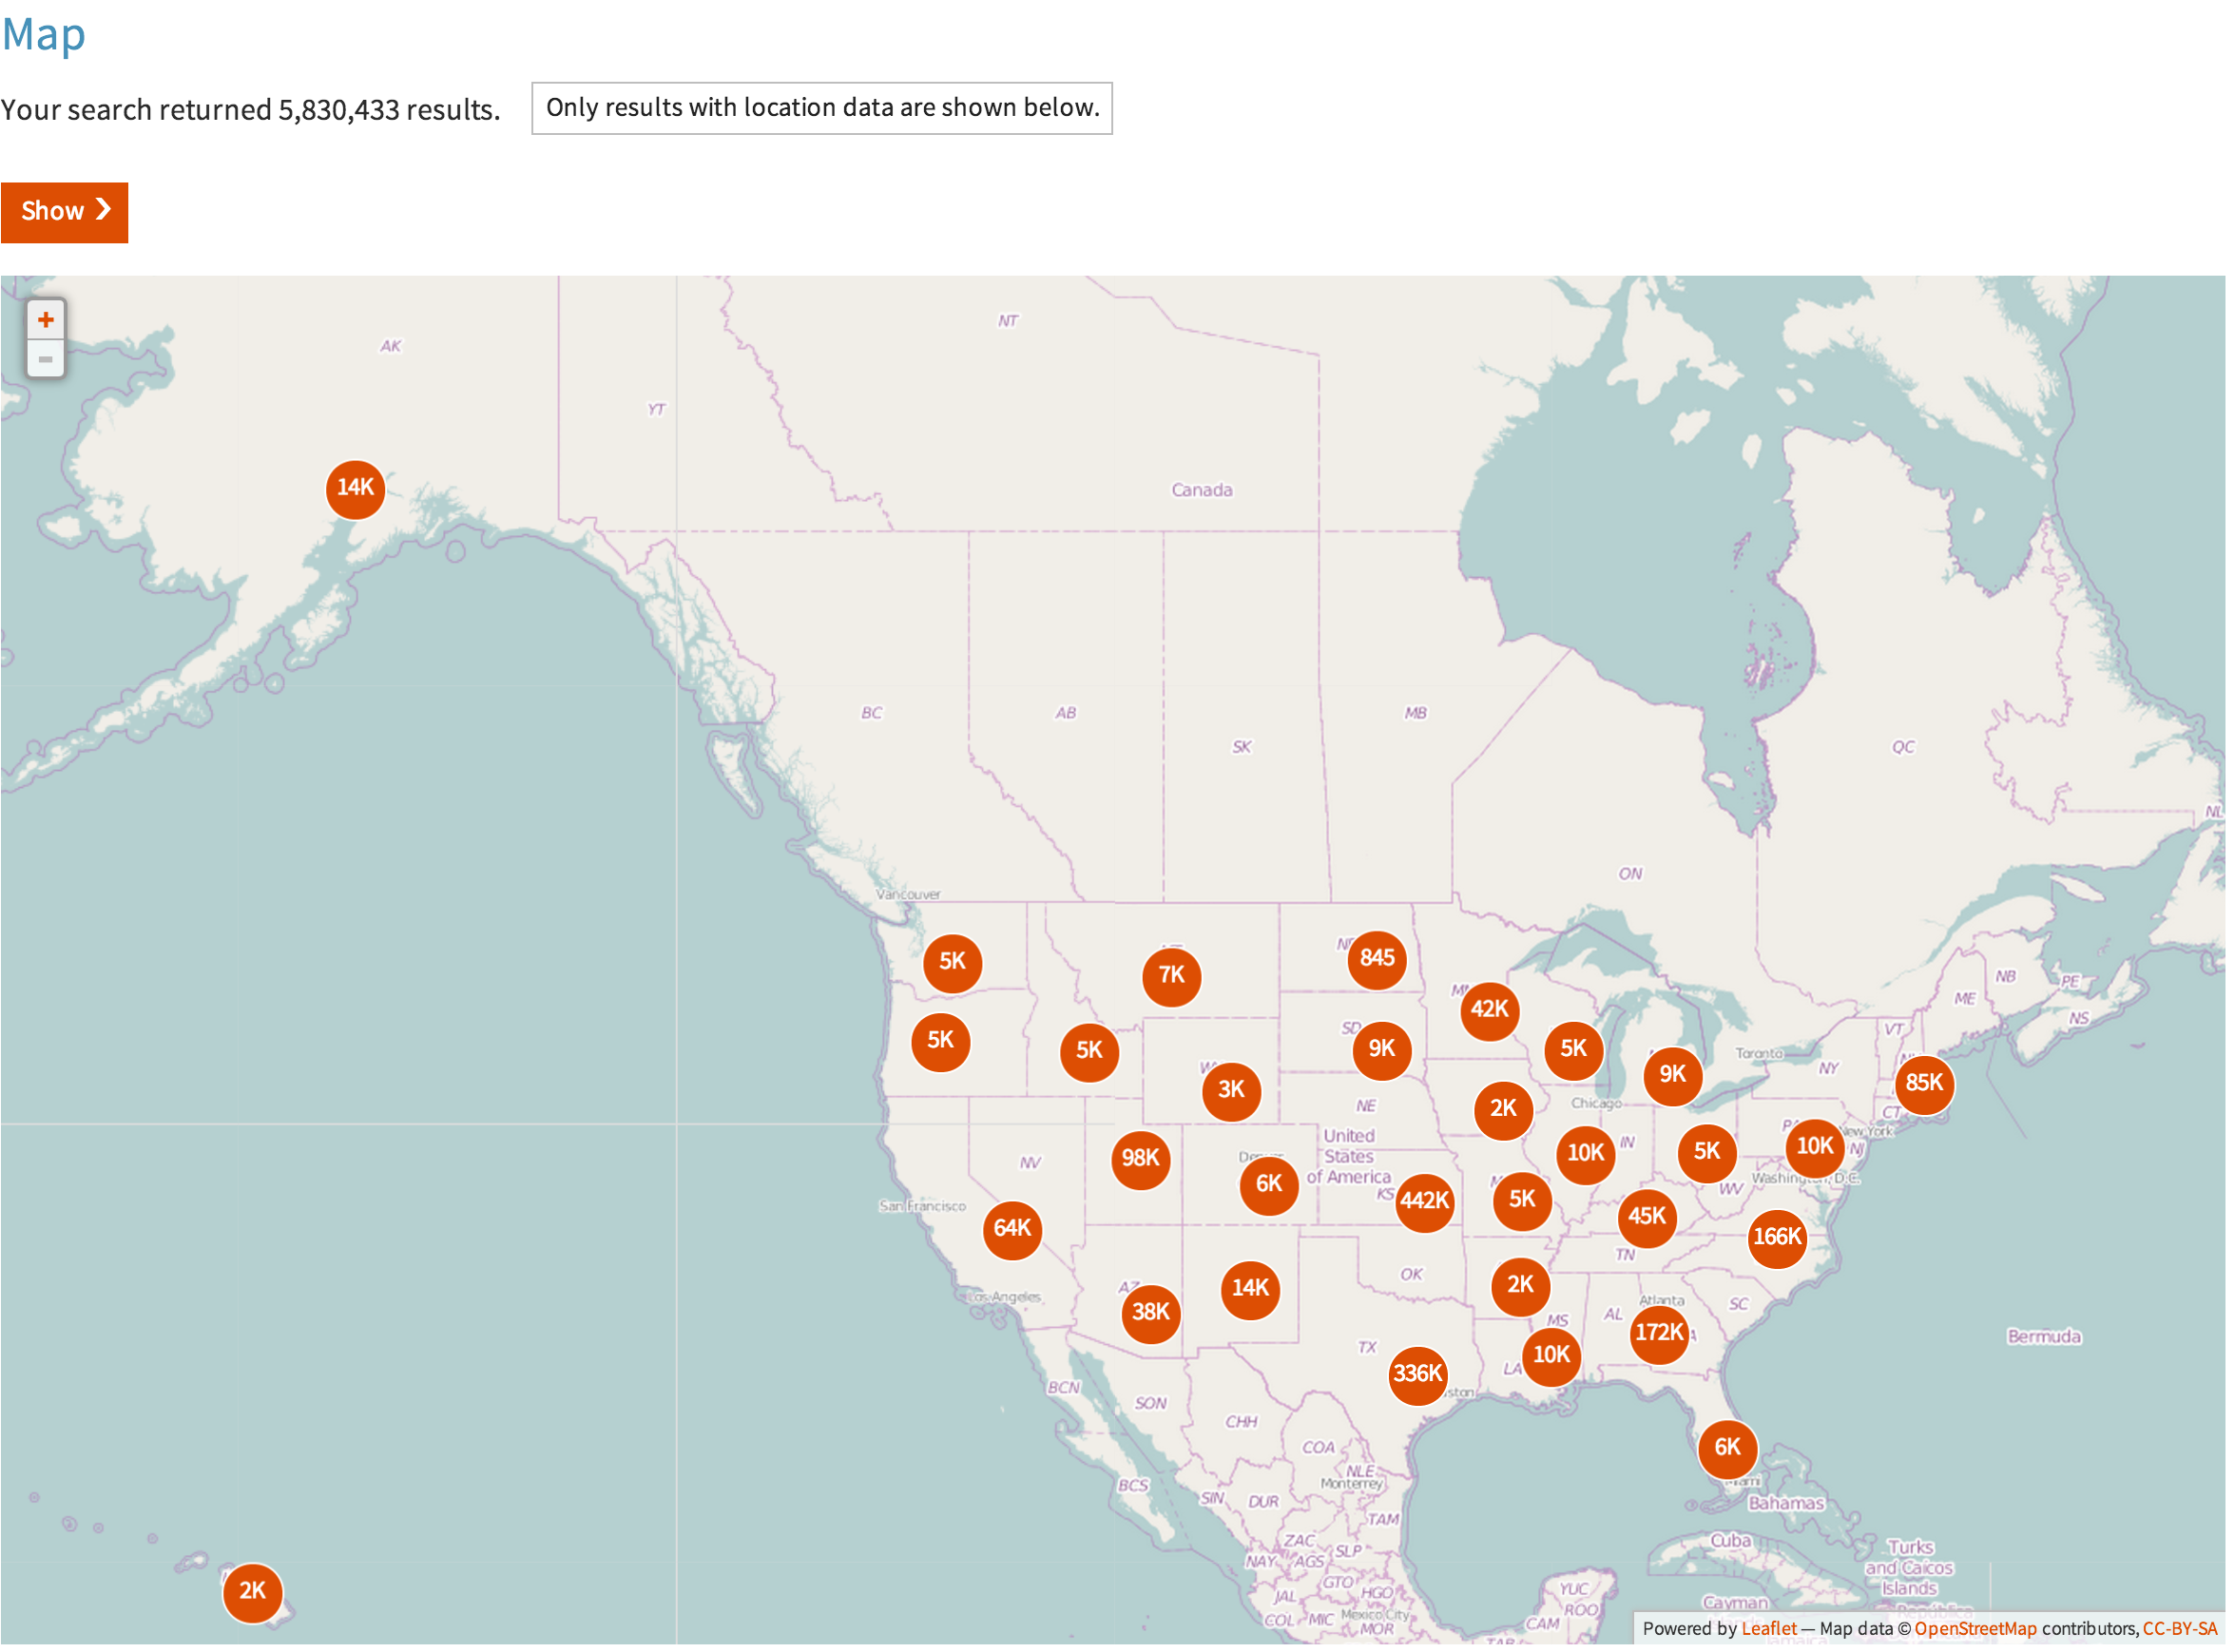 Map
Your search returned 5,830,433 results.
Only results with location data are shown below.
Show ❯
+
−
AK
NT
YT
Canada
14K
BC
AB
MB
SK
QC
NL
ON
Vancouver
5K
7K
845
NB
PE
ME
NS
42K
VT
5K
5K
SD
9K
5K
Toronto
NY
9K
85K
3K
NE
2K
Chicago
CT
United
States
of America
98K
NV
6K
10K
IN
5K
10K
New York
NJ
Washington, D.C.
San Francisco
KS
442K
5K
WV
64K
45K
166K
TN
OK
AZ
14K
2K
Los Angeles
38K
Atlanta
SC
MS
AL
172K
Bermuda
TX
10K
LA
336K
BCN
SON
CHH
COA
6K
NLE
Monterrey
Miami
BCS
SIN
DUR
Bahamas
TAM
ZAC
SLP
Cuba
Turks
and Caicos
Islands
NAY
AGS
2K
GTO
HGO
YUC
JAL
Cayman
ROO
COL
MIC
Mexico City
MOR
CAM
Powered by Leaflet — Map data © OpenStreetMap contributors, CC-BY-SA